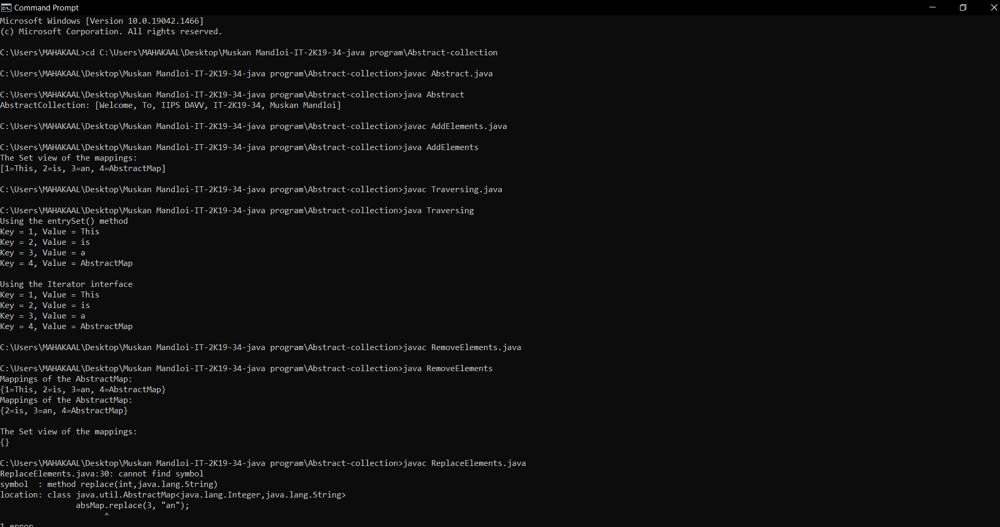 Command Prompt
Microsoft Windows [Version 10.0.19042.1466]
(c) Microsoft Corporation. All rights reserved.
C:\Users\MAHAKAAL>cd C:\Users\MAHAKAAL\Desktop\Muskan Mandloi-IT-2K19-34-java program\Abstract-collection
C:\Users\MAHAKAAL\Desktop\Muskan Mandloi-IT-2K19-34-java program\Abstract-collection>javac Abstract.java
C:\Users\MAHAKAAL\Desktop\Muskan Mandloi-IT-2K19-34-java program\Abstract-collection>java Abstract
AbstractCollection: [Welcome, To, IIPS DAVV, IT-2K19-34, Muskan Mandloi]
C:\Users\MAHAKAAL\Desktop\Muskan Mandloi-IT-2K19-34-java program\Abstract-collection>javac AddElements.java
C:\Users\MAHAKAAL\Desktop\Muskan Mandloi-IT-2K19-34-java program\Abstract-collection>java AddElements
The Set view of the mappings:
[1=This, 2=is, 3=an, 4=AbstractMap]
C:\Users\MAHAKAAL\Desktop\Muskan Mandloi-IT-2K19-34-java program\Abstract-collection>javac Traversing.java
C:\Users\MAHAKAAL\Desktop\Muskan Mandloi-IT-2K19-34-java program\Abstract-collection>java Traversing
Using the entrySet() method
Key = 1, Value = This
Key = 2, Value = is
Key = 3, Value = a
Key = 4, Value = AbstractMap
Using the Iterator interface
Key = 1, Value = This
Key = 2, Value = is
Key = 3, Value = a
Key = 4, Value = AbstractMap
C:\Users\MAHAKAAL\Desktop\Muskan Mandloi-IT-2K19-34-java program\Abstract-collection>javac RemoveElements.java
C:\Users\MAHAKAAL\Desktop\Muskan Mandloi-IT-2K19-34-java program\Abstract-collection>java RemoveElements
Mappings of the AbstractMap:
{1=This, 2=is, 3=an, 4=AbstractMap}
Mappings of the AbstractMap:
{2=is, 3=an, 4=AbstractMap}
The Set view of the mappings:
{}
C:\Users\MAHAKAAL\Desktop\Muskan Mandloi-IT-2K19-34-java program\Abstract-collection>javac ReplaceElements.java
ReplaceElements.java:30: cannot find symbol
symbol  : method replace(int,java.lang.String)
location: class java.util.AbstractMap<java.lang.Integer,java.lang.String>
                absMap.replace(3, "an");
                      ^
1 error